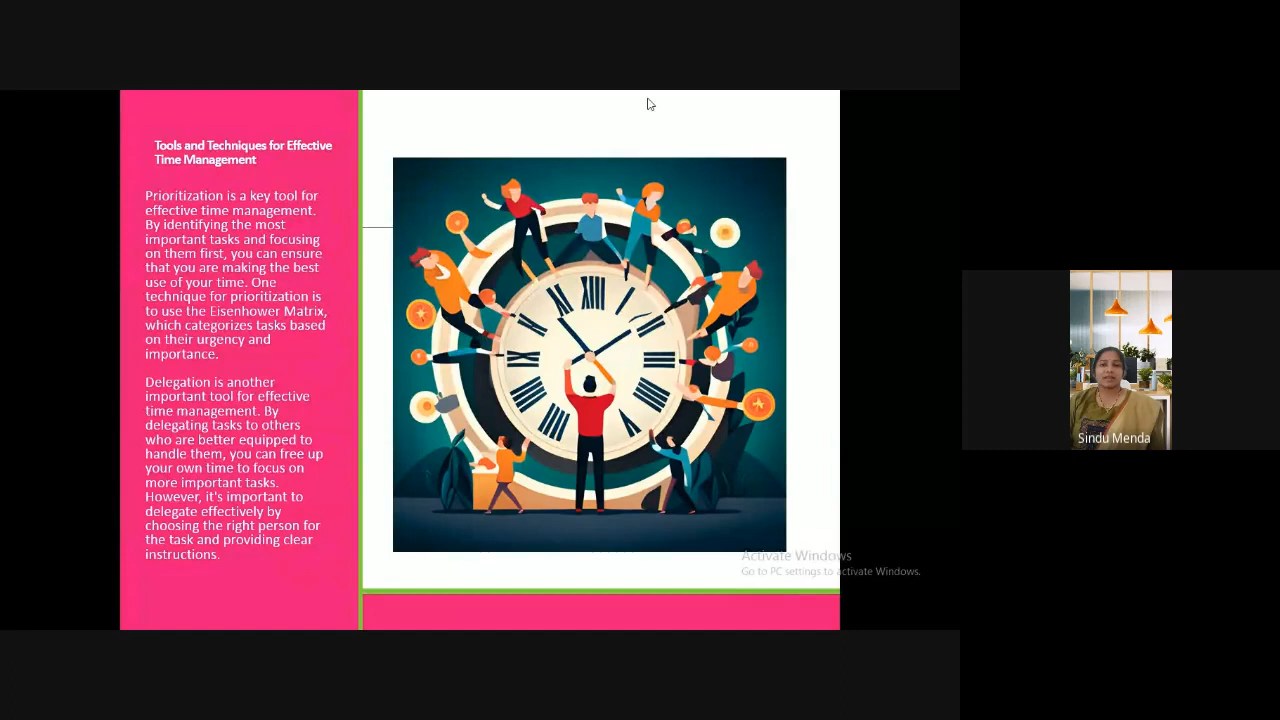 Tools and Techniques for Effective
Time Management
Prioritization is a key tool for
effective time management.
By identifying the most
important tasks and focusing
on them first, you can ensure
that you are making the best
use of your time. One
technique for prioritization is
to use the Eisenhower Matrix,
which categorizes tasks based
on their urgency and
importance.
Delegation is another
important tool for effective
time management. By
delegating tasks to others
who are better equipped to
handle them, you can free up
your own time to focus on
more important tasks.
However, it's important to
delegate effectively by
choosing the right person for
the task and providing clear
instructions.
Activate Windows
Go to PC settings to activate Windows.
Sindu Menda